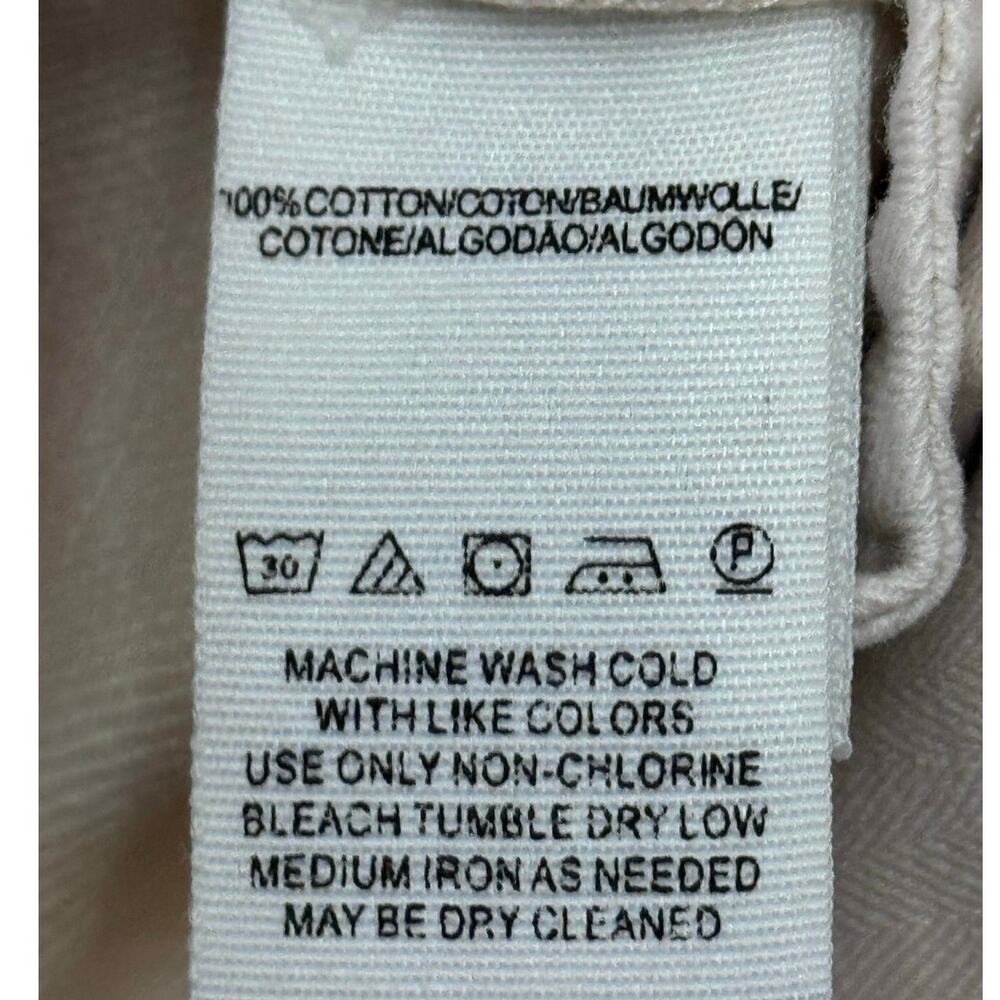 100% COTTON/COTON/BAUMWOLLE/
COTONE/ALGODÃO/ALGODÓN
30 P
MACHINE WASH COLD
WITH LIKE COLORS
USE ONLY NON-CHLORINE
BLEACH TUMBLE DRY LOW
MEDIUM IRON AS NEEDED
MAY BE DRY CLEANED